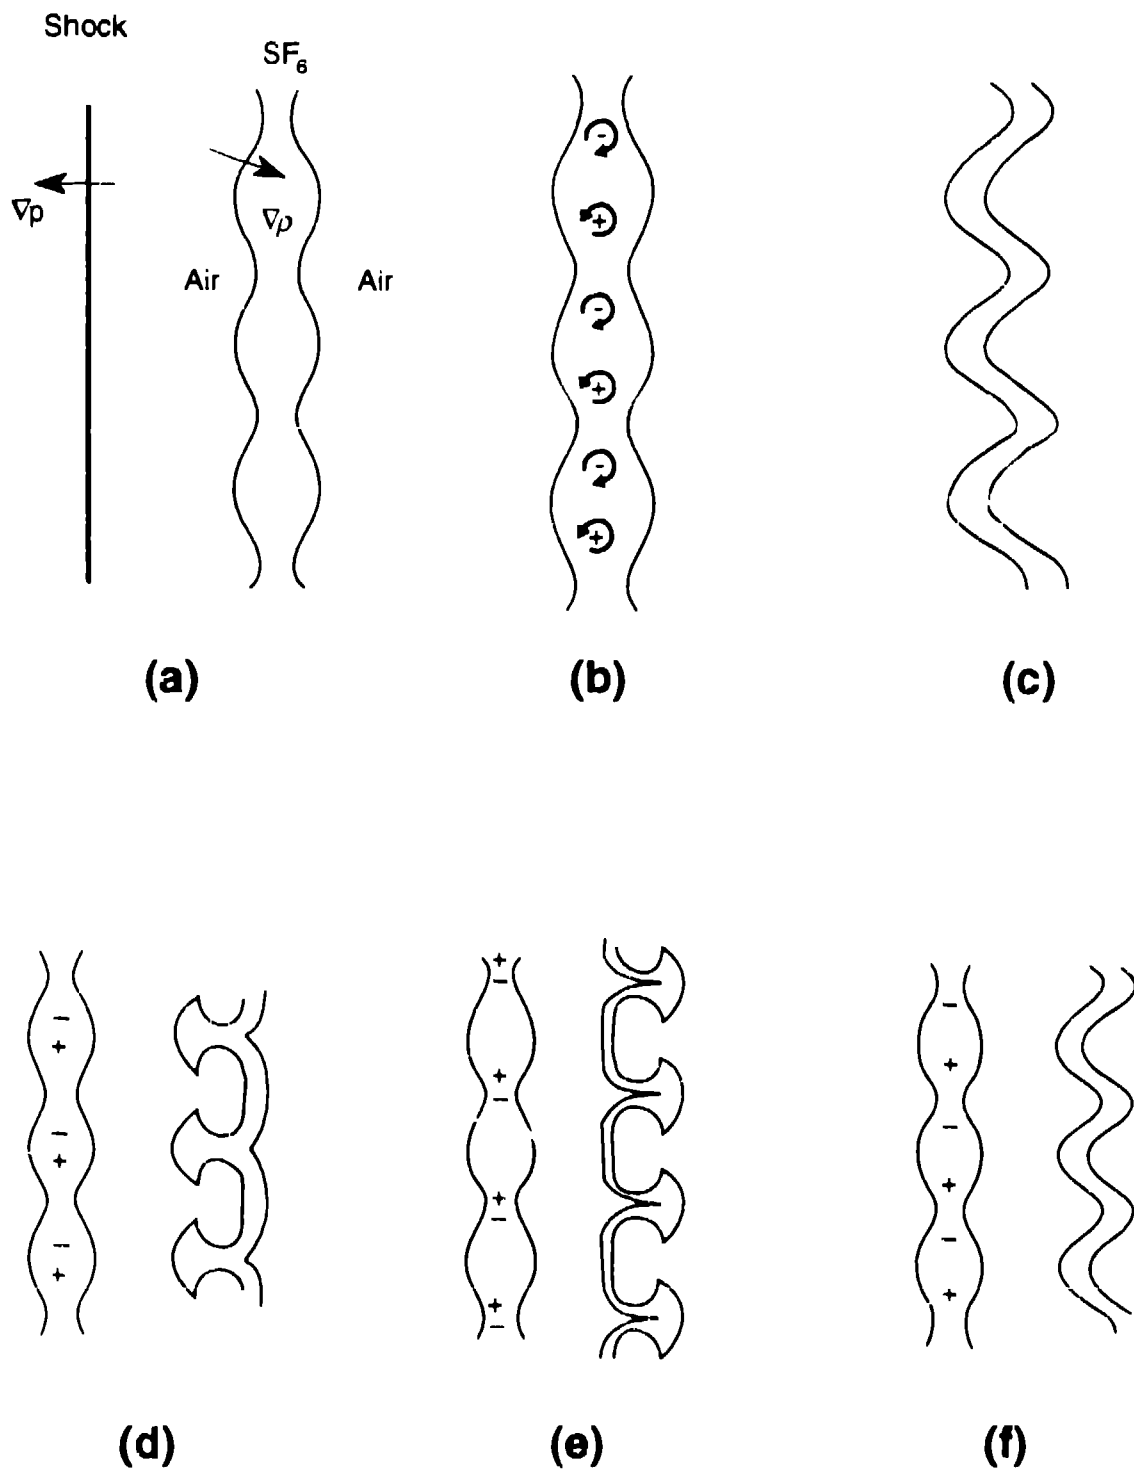 Shock
SF₆
∇p
∇ρ
Air
Air
-
+
-
+
-
+
(a)
(b)
(c)
-
+
-
+
-
+
+
-
+
-
+
-
+
-
-
+
-
+
-
+
(d)
(e)
(f)